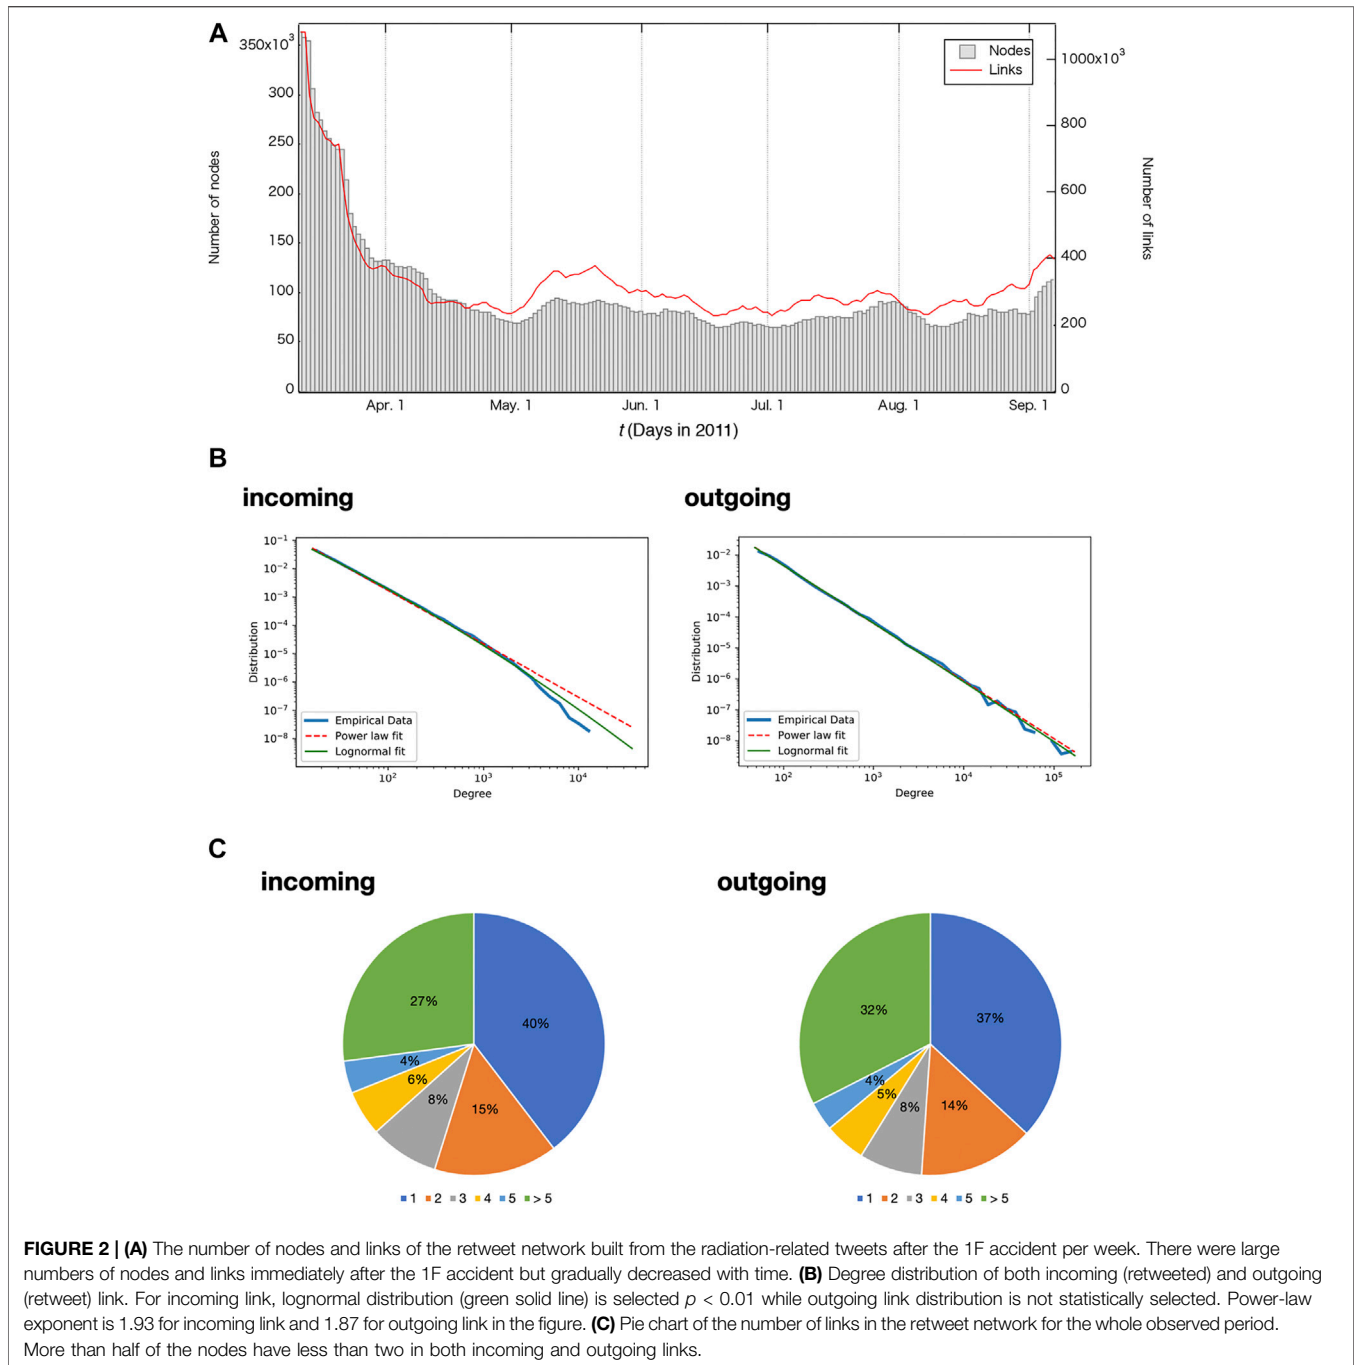 A
350x10³
300
250
200
150
100
50
0
Number of nodes
1000x10³
800
600
400
200
0
Number of links
Nodes
Links
Apr. 1 May. 1 Jun. 1 Jul. 1 Aug. 1 Sep. 1
t (Days in 2011)
B
incoming
10⁻¹
10⁻²
10⁻³
10⁻⁴
10⁻⁵
10⁻⁶
10⁻⁷
10⁻⁸
Distribution
Empirical Data
Power law fit
Lognormal fit
10² 10³ 10⁴
Degree
outgoing
10⁻²
10⁻³
10⁻⁴
10⁻⁵
10⁻⁶
10⁻⁷
10⁻⁸
Distribution
Empirical Data
Power law fit
Lognormal fit
10² 10³ 10⁴ 10⁵
Degree
C
incoming
27%
40%
4%
6%
8%
15%
1 2 3 4 5 > 5
outgoing
32%
37%
4%
5%
8%
14%
1 2 3 4 5 > 5
FIGURE 2 | (A) The number of nodes and links of the retweet network built from the radiation-related tweets after the 1F accident per week. There were large
numbers of nodes and links immediately after the 1F accident but gradually decreased with time. (B) Degree distribution of both incoming (retweeted) and outgoing
(retweet) link. For incoming link, lognormal distribution (green solid line) is selected p < 0.01 while outgoing link distribution is not statistically selected. Power-law
exponent is 1.93 for incoming link and 1.87 for outgoing link in the figure. (C) Pie chart of the number of links in the retweet network for the whole observed period.
More than half of the nodes have less than two in both incoming and outgoing links.